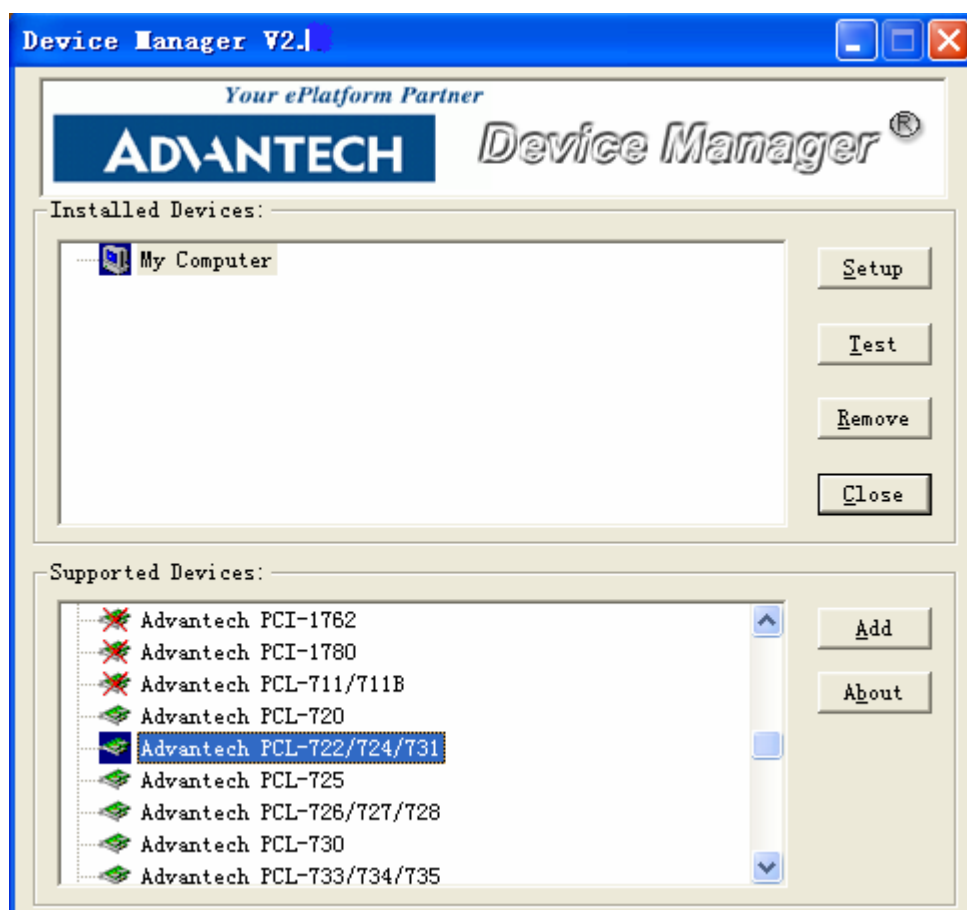 Device Manager V2.
Your ePlatform Partner
ADVANTECH Device Manager ®
Installed Devices:
My Computer
Setup
Test
Remove
Close
Supported Devices:
Advantech PCI-1762
Advantech PCI-1780
Advantech PCL-711/711B
Advantech PCL-720
Advantech PCL-722/724/731
Advantech PCL-725
Advantech PCL-726/727/728
Advantech PCL-730
Advantech PCL-733/734/735
Add
About